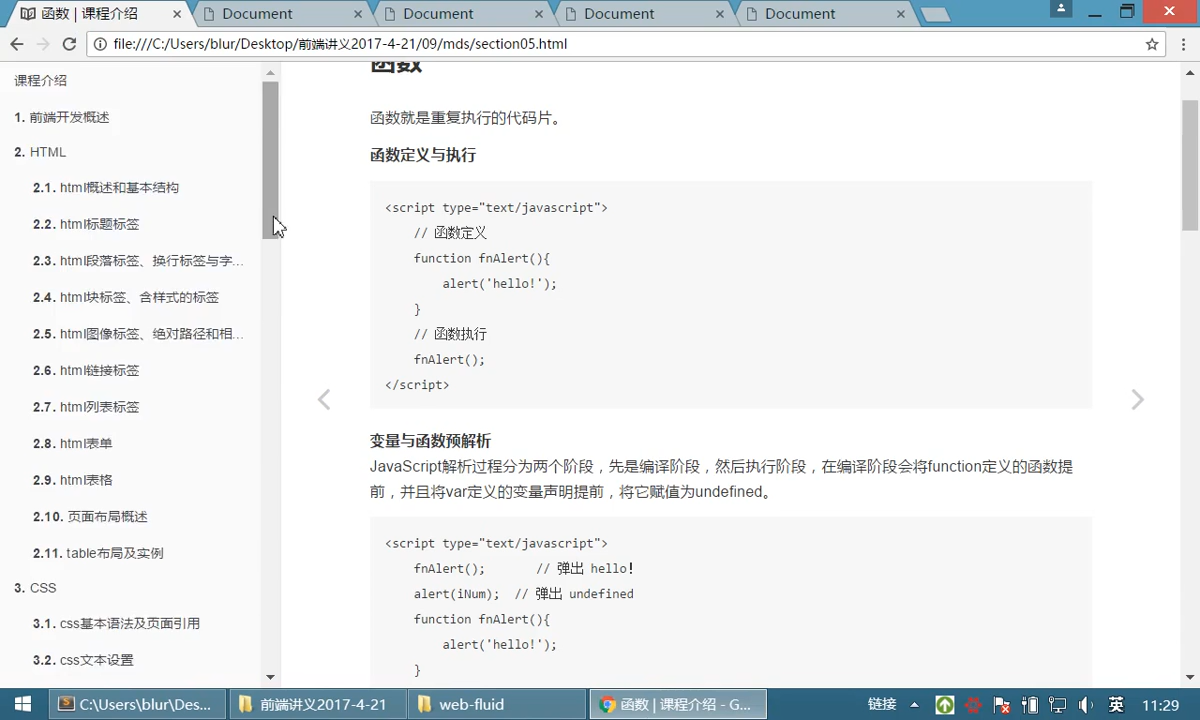 函数 | 课程介绍
Document
Document
Document
Document
file:///C:/Users/blur/Desktop/前端讲义2017-4-21/09/mds/section05.html
课程介绍
1. 前端开发概述
2. HTML
2.1. html概述和基本结构
2.2. html标题标签
2.3. html段落标签、换行标签与字...
2.4. html块标签、含样式的标签
2.5. html图像标签、绝对路径和相...
2.6. html链接标签
2.7. html列表标签
2.8. html表单
2.9. html表格
2.10. 页面布局概述
2.11. table布局及实例
3. CSS
3.1. css基本语法及页面引用
3.2. css文本设置
函数
函数就是重复执行的代码片。
函数定义与执行
<script type="text/javascript">
// 函数定义
function fnAlert(){
alert('hello!');
}
// 函数执行
fnAlert();
</script>
变量与函数预解析
JavaScript解析过程分为两个阶段，先是编译阶段，然后执行阶段，在编译阶段会将function定义的函数提
前，并且将var定义的变量声明提前，将它赋值为undefined。
<script type="text/javascript">
fnAlert(); // 弹出 hello!
alert(iNum); // 弹出 undefined
function fnAlert(){
alert('hello!');
}
C:\Users\blur\Des...
前端讲义2017-4-21
web-fluid
函数 | 课程介绍 - G...
链接
英
11:29